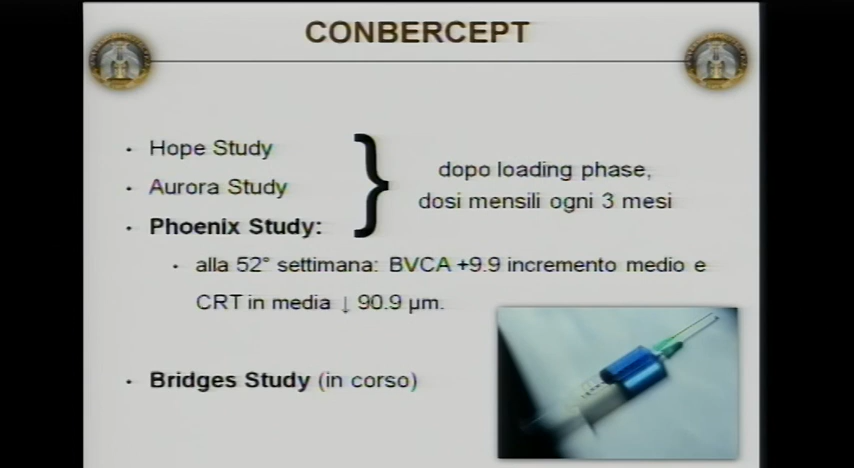 CONBERCEPT
• Hope Study
• Aurora Study
• Phoenix Study:
dopo loading phase,
dosi mensili ogni 3 mesi
• alla 52° settimana: BVCA +9.9 incremento medio e
CRT in media ↓ 90.9 µm.
• Bridges Study (in corso)